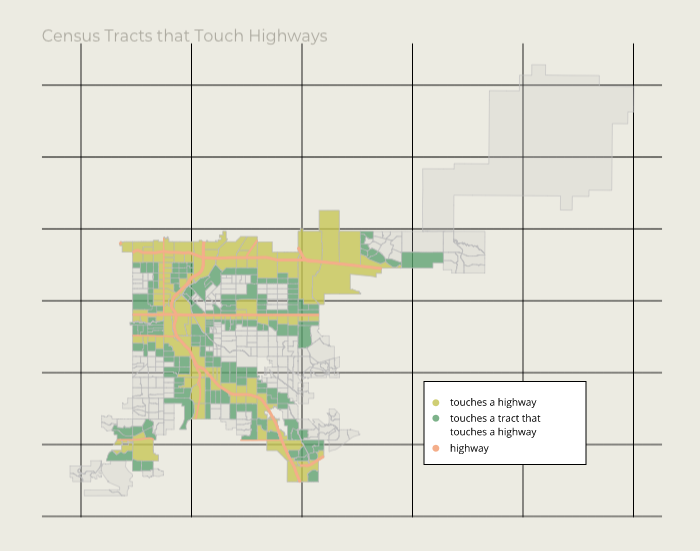 Census Tracts that Touch Highways
touches a highway
touches a tract that
touches a highway
highway